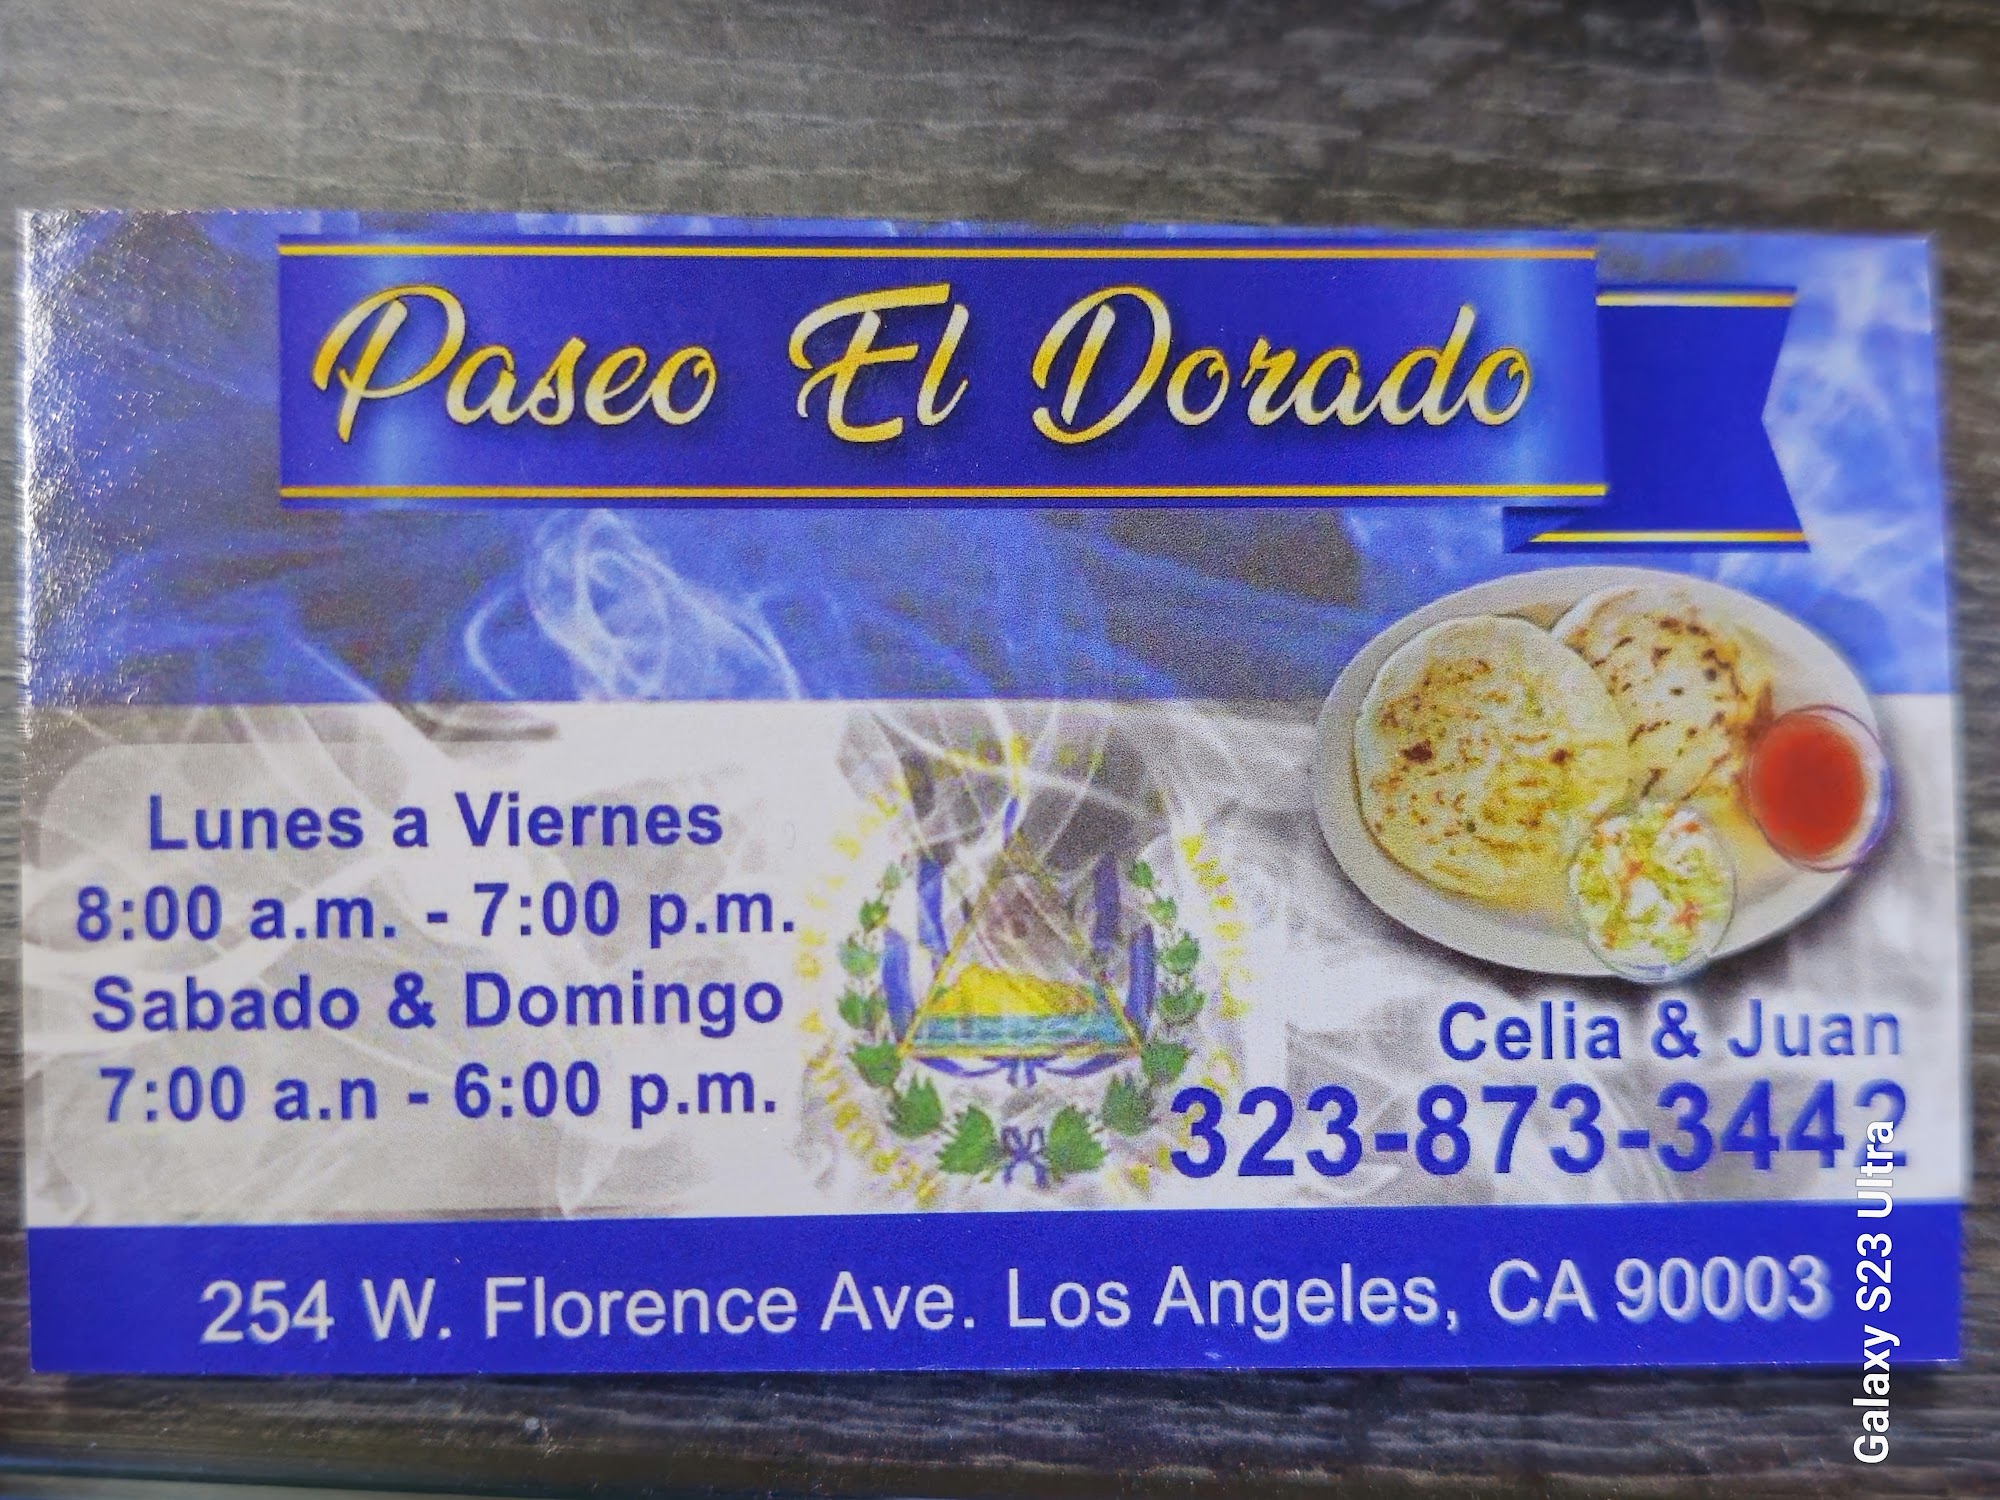 Paseo El Dorado
Lunes a Viernes
8:00 a.m. - 7:00 p.m.
Sabado & Domingo
7:00 a.n - 6:00 p.m.
Celia & Juan
323-873-3442
254 W. Florence Ave. Los Angeles, CA 90003
Galaxy S23 Ultra